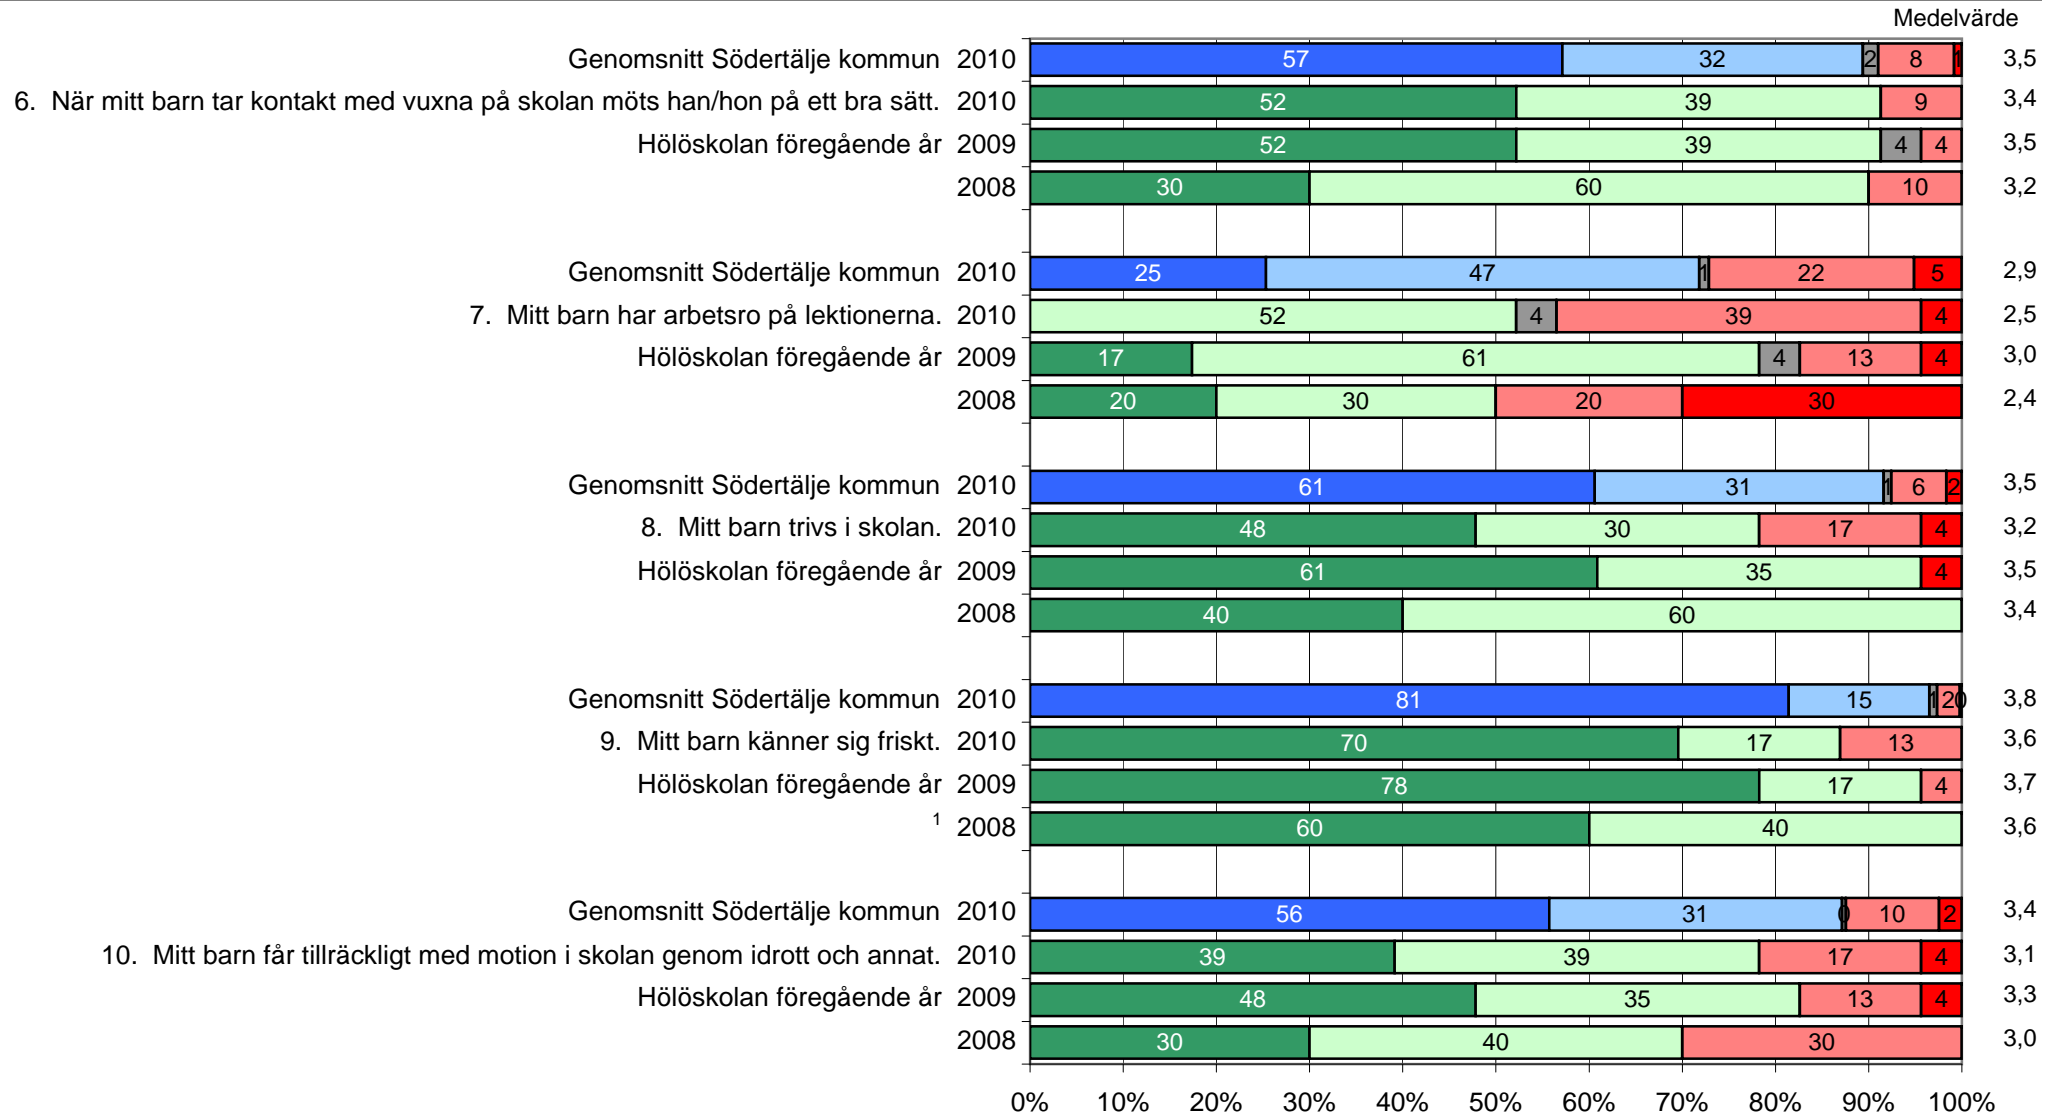 Medelvärde
Genomsnitt Södertälje kommun 2010 57 32 2 8 1 3,5
6. När mitt barn tar kontakt med vuxna på skolan möts han/hon på ett bra sätt. 2010 52 39 9 3,4
Hölöskolan föregående år 2009 52 39 4 4 3,5
2008 30 60 10 3,2
Genomsnitt Södertälje kommun 2010 25 47 1 22 5 2,9
7. Mitt barn har arbetsro på lektionerna. 2010 52 4 39 4 2,5
Hölöskolan föregående år 2009 17 61 4 13 4 3,0
2008 20 30 20 30 2,4
Genomsnitt Södertälje kommun 2010 61 31 1 6 2 3,5
8. Mitt barn trivs i skolan. 2010 48 30 17 4 3,2
Hölöskolan föregående år 2009 61 35 4 3,5
2008 40 60 3,4
Genomsnitt Södertälje kommun 2010 81 15 1 2 0 3,8
9. Mitt barn känner sig friskt. 2010 70 17 13 3,6
Hölöskolan föregående år 2009 78 17 4 3,7
1 2008 60 40 3,6
Genomsnitt Södertälje kommun 2010 56 31 0 10 2 3,4
10. Mitt barn får tillräckligt med motion i skolan genom idrott och annat. 2010 39 39 17 4 3,1
Hölöskolan föregående år 2009 48 35 13 4 3,3
2008 30 40 30 3,0
0% 10% 20% 30% 40% 50% 60% 70% 80% 90% 100%